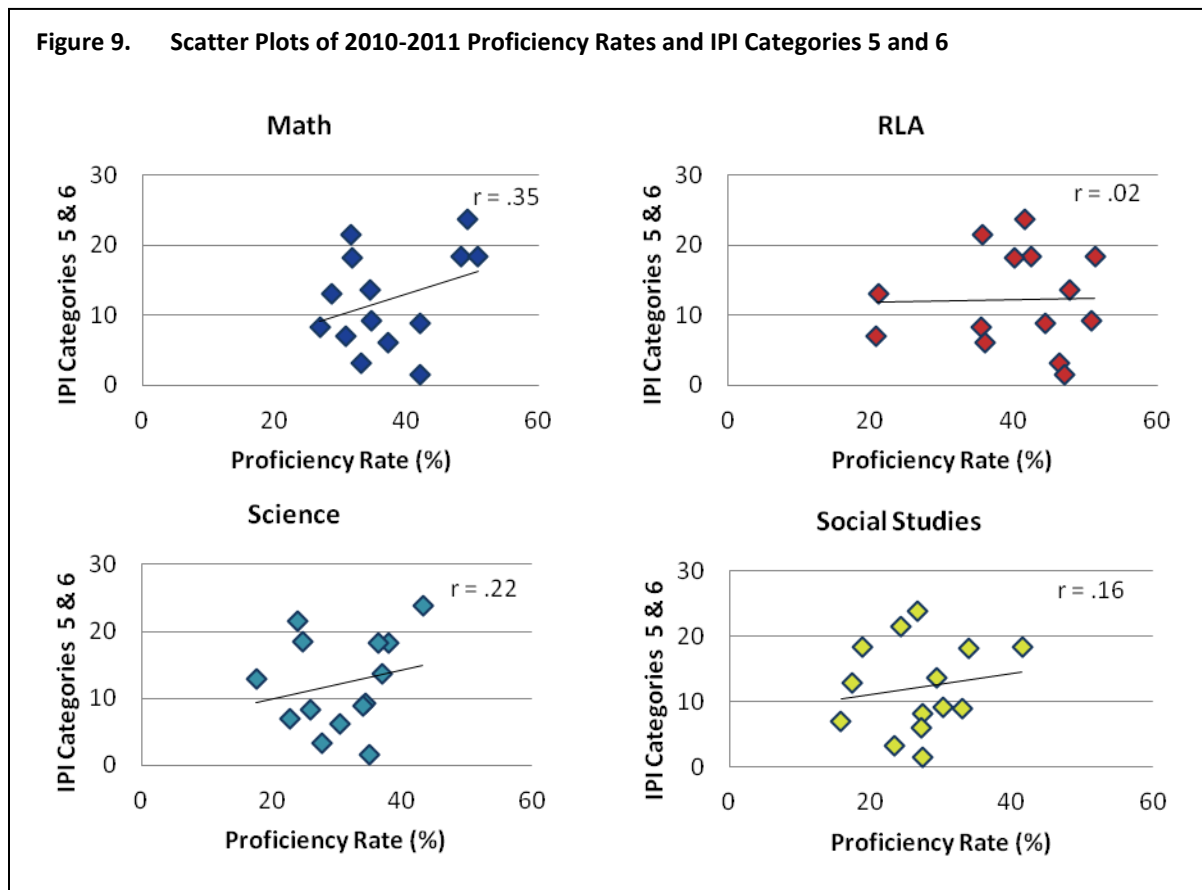 Figure 9. Scatter Plots of 2010-2011 Proficiency Rates and IPI Categories 5 and 6
Math
r = .35
IPI Categories 5 & 6
30
20
10
0
0 20 40 60
Proficiency Rate (%)
RLA
r = .02
IPI Categories 5 & 6
30
20
10
0
0 20 40 60
Proficiency Rate (%)
Science
r = .22
IPI Categories 5 & 6
30
20
10
0
0 20 40 60
Proficiency Rate (%)
Social Studies
r = .16
IPI Categories 5 & 6
30
20
10
0
0 20 40 60
Proficiency Rate (%)